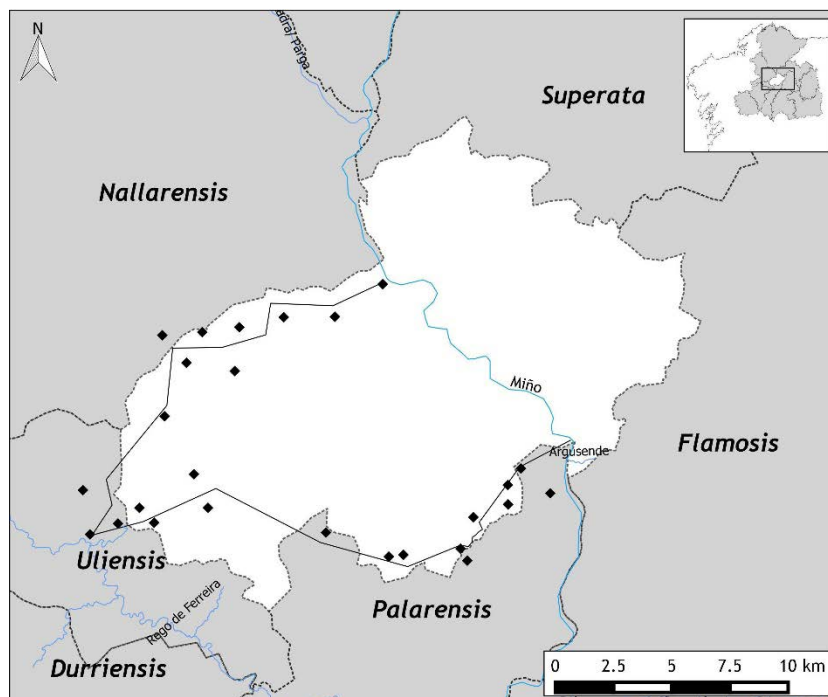 N
Parga
Superata
Nallarensis
Miño
Flamosis
Argusende
Uliensis
Palarensis
Rego de Ferreira
Durriensis
0 2.5 5 7.5 10 km